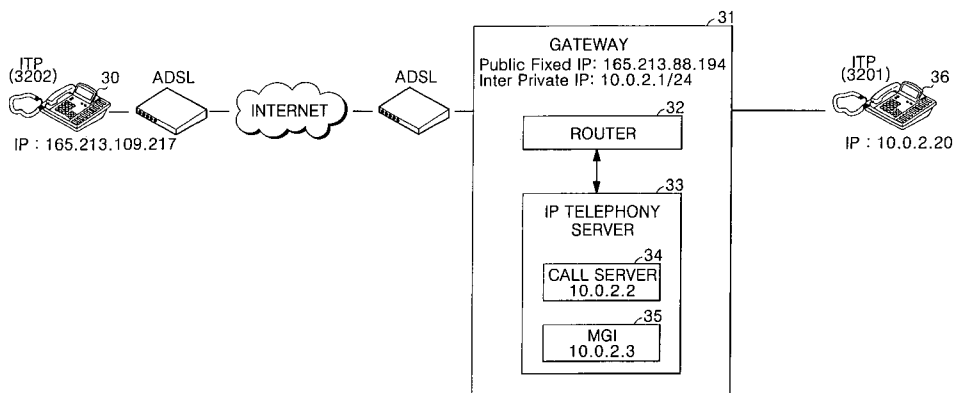 31
GATEWAY
Public Fixed IP: 165.213.88.194
Inter Private IP: 10.0.2.1/24
ITP
(3202)
30
ADSL
INTERNET
ADSL
32
ROUTER
ITP
(3201)
36
IP : 165.213.109.217
IP : 10.0.2.20
33
IP TELEPHONY
SERVER
34
CALL SERVER
10.0.2.2
35
MGI
10.0.2.3